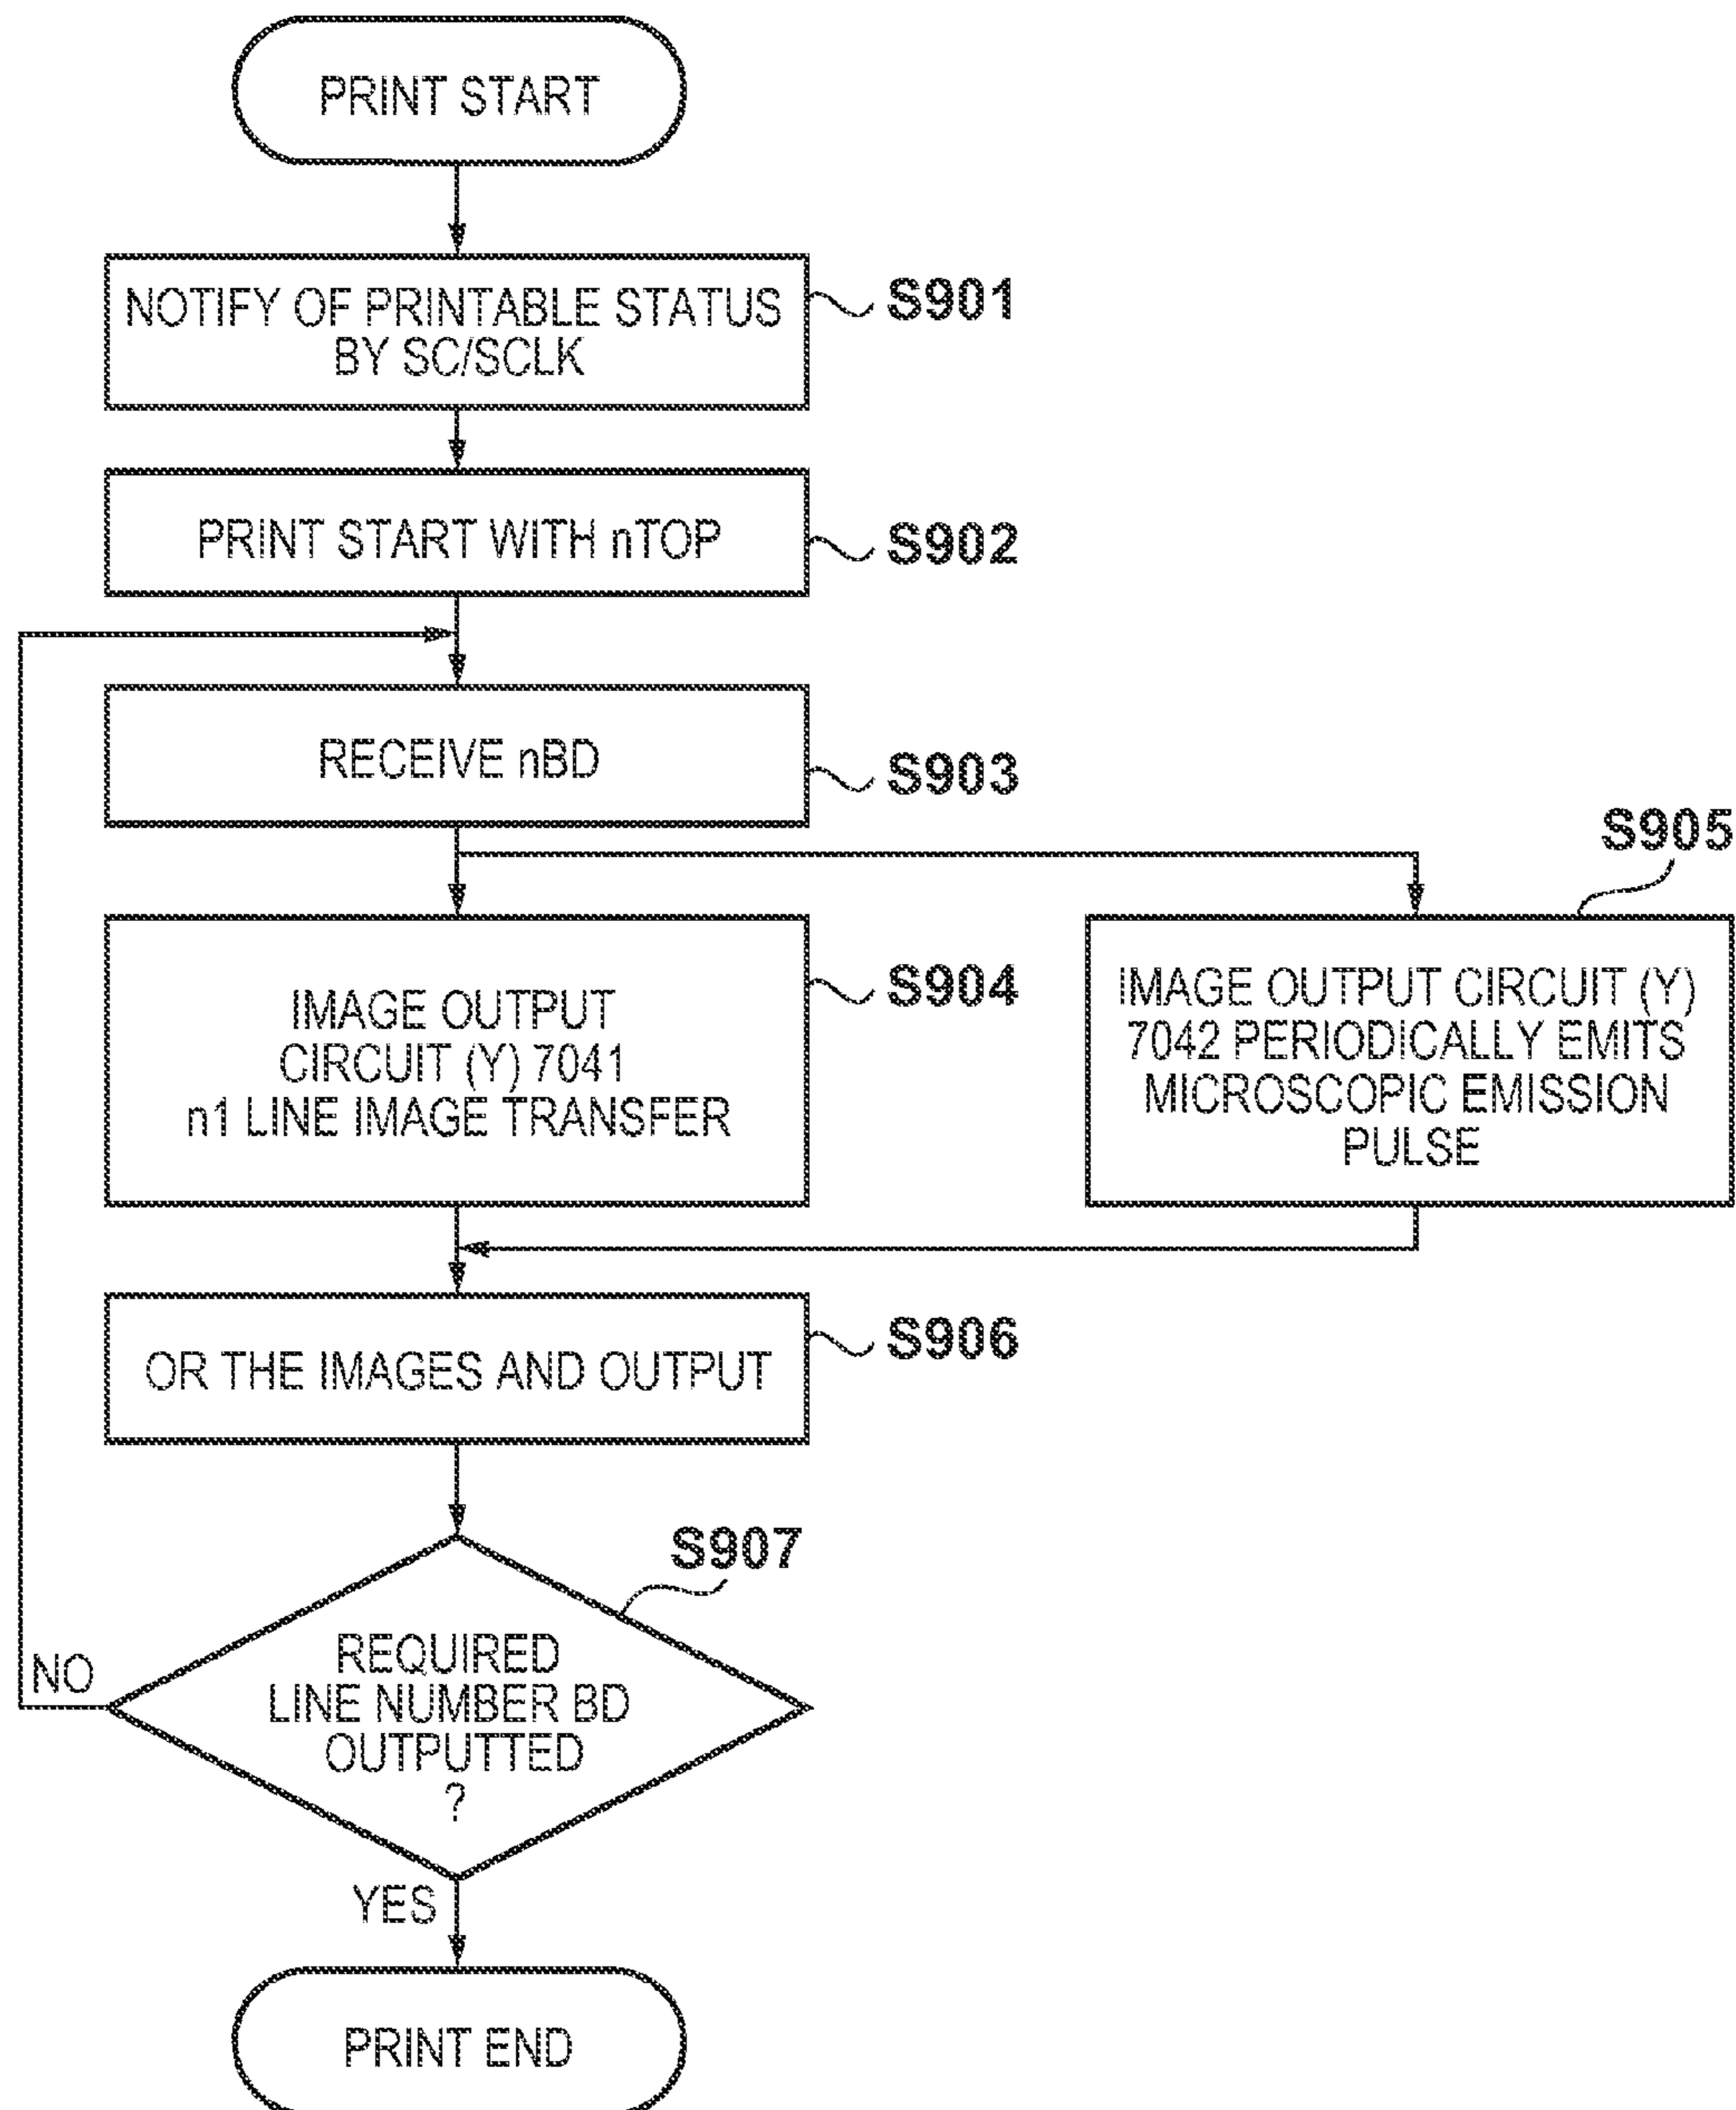 PRINT START
NOTIFY OF PRINTABLE STATUS
BY SC/SCLK
S901
PRINT START WITH nTOP
S902
RECEIVE nBD
S903
IMAGE OUTPUT
CIRCUIT (Y) 7041
n1 LINE IMAGE TRANSFER
S904
S905
IMAGE OUTPUT CIRCUIT (Y)
7042 PERIODICALLY EMITS
MICROSCOPIC EMISSION
PULSE
OR THE IMAGES AND OUTPUT
S906
S907
REQUIRED
LINE NUMBER BD
OUTPUTTED
?
NO
YES
PRINT END